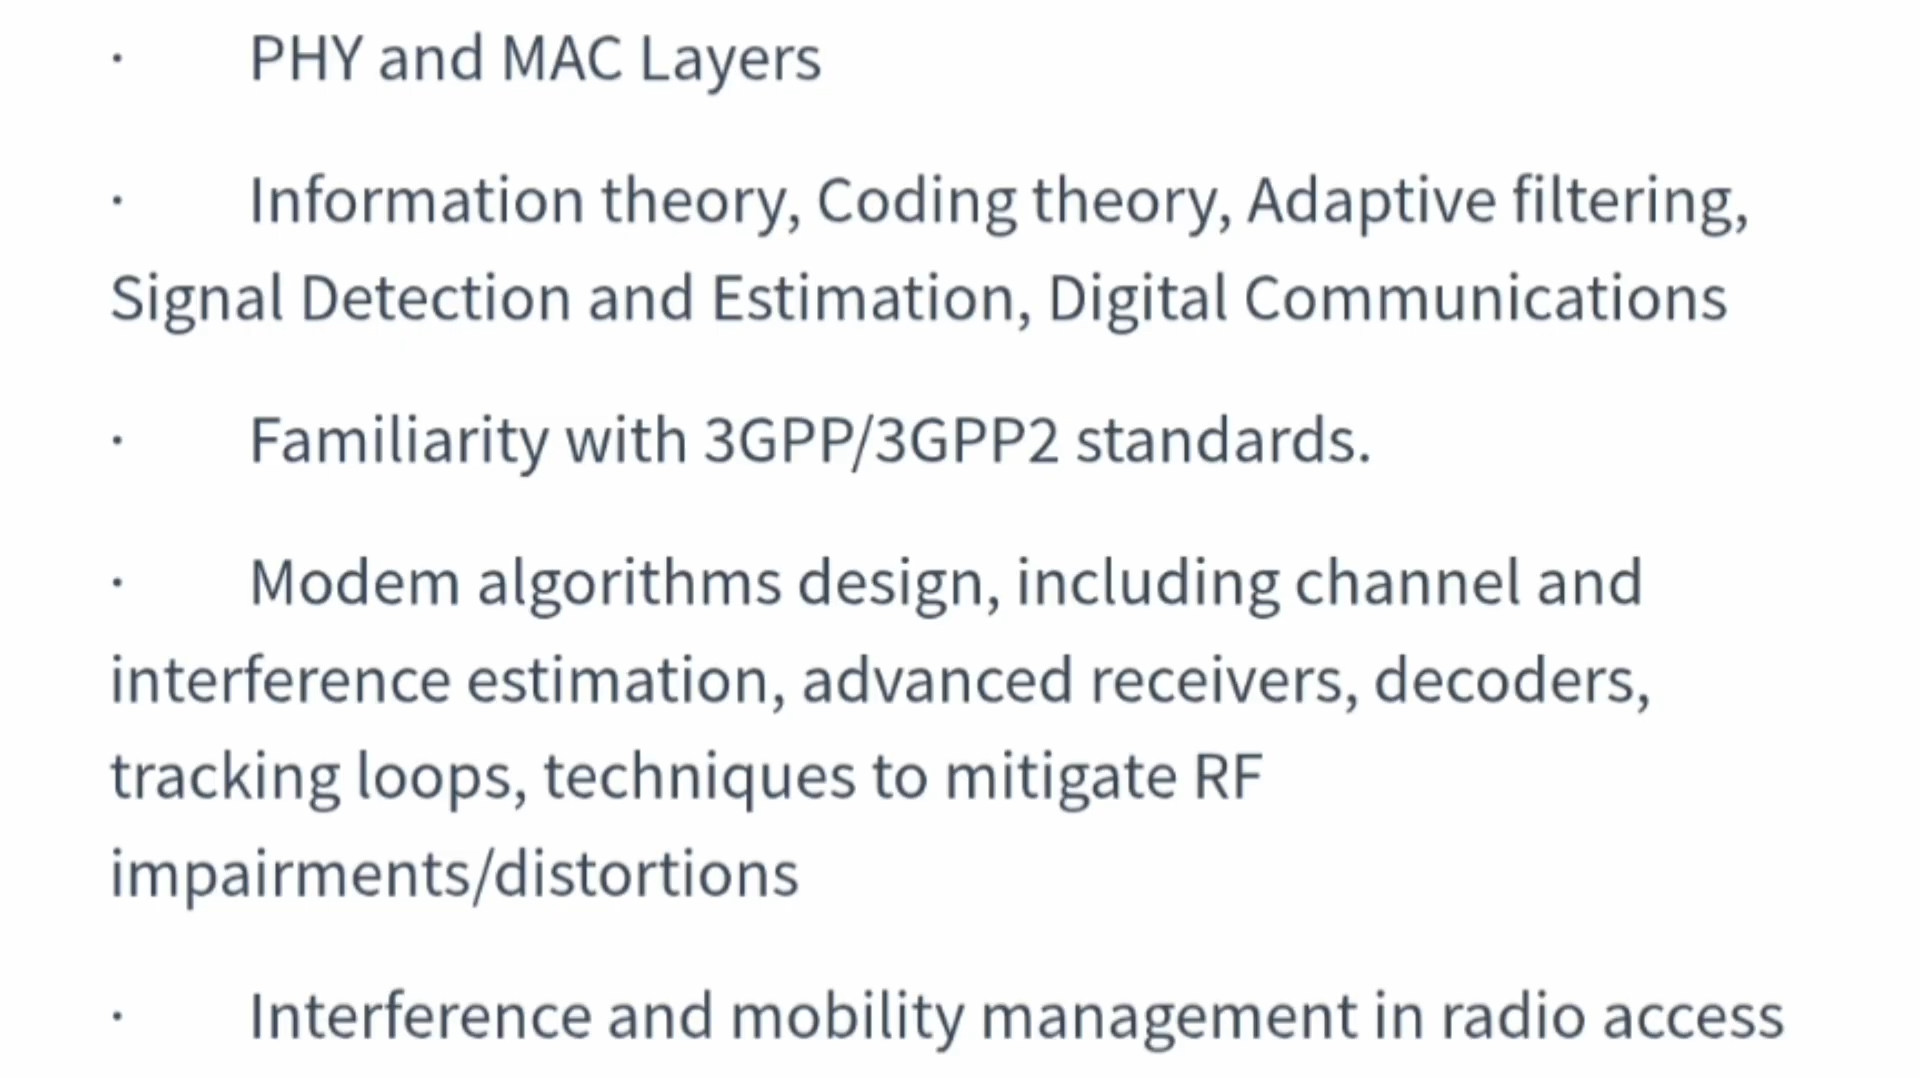 · PHY and MAC Layers
· Information theory, Coding theory, Adaptive filtering,
Signal Detection and Estimation, Digital Communications
· Familiarity with 3GPP/3GPP2 standards.
· Modem algorithms design, including channel and
interference estimation, advanced receivers, decoders,
tracking loops, techniques to mitigate RF
impairments/distortions
· Interference and mobility management in radio access